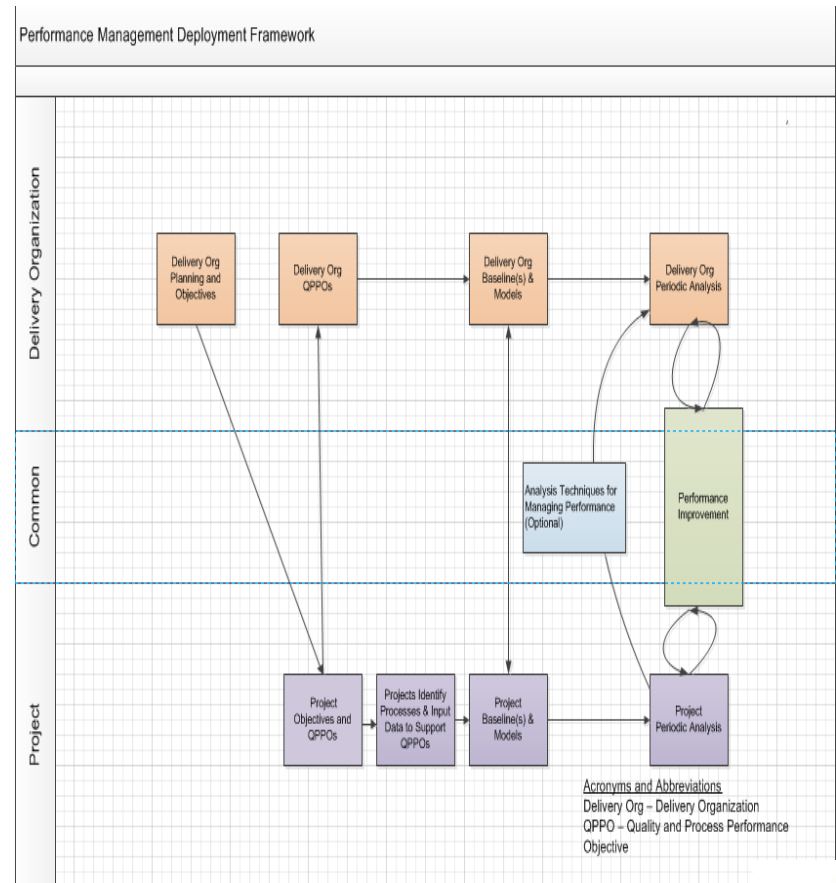 Performance Management Deployment Framework
Delivery Organization
Delivery Org
Planning and
Objectives
Delivery Org
QPPOs
Delivery Org
Baseline(s) &
Models
Delivery Org
Periodic Analysis
Common
Analysis Techniques for
Managing Performance
(Optional)
Performance
Improvement
Project
Project
Objectives and
QPPOs
Projects Identify
Processes & Input
Data to Support
QPPOs
Project
Baseline(s) &
Models
Project
Periodic Analysis
Acronyms and Abbreviations
Delivery Org – Delivery Organization
QPPO – Quality and Process Performance
Objective